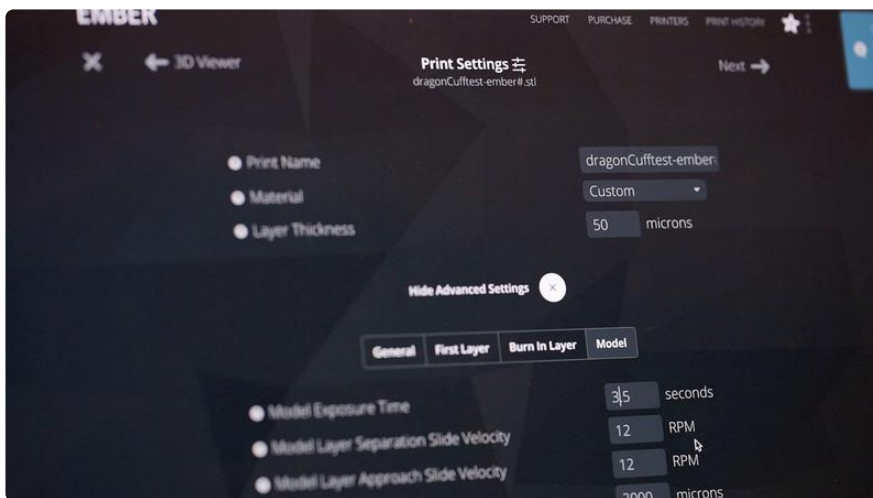 EMBER
SUPPORT PURCHASE PRINTERS PRINT HISTORY
3D Viewer
Print Settings
Next
dragonCufftest-ember#.stl
Print Name dragonCufftest-ember
Material Custom
Layer Thickness 50 microns
Hide Advanced Settings
General First Layer Burn In Layer Model
Model Exposure Time 3.5 seconds
Model Layer Separation Slide Velocity 12 RPM
Model Layer Approach Slide Velocity 12 RPM
microns